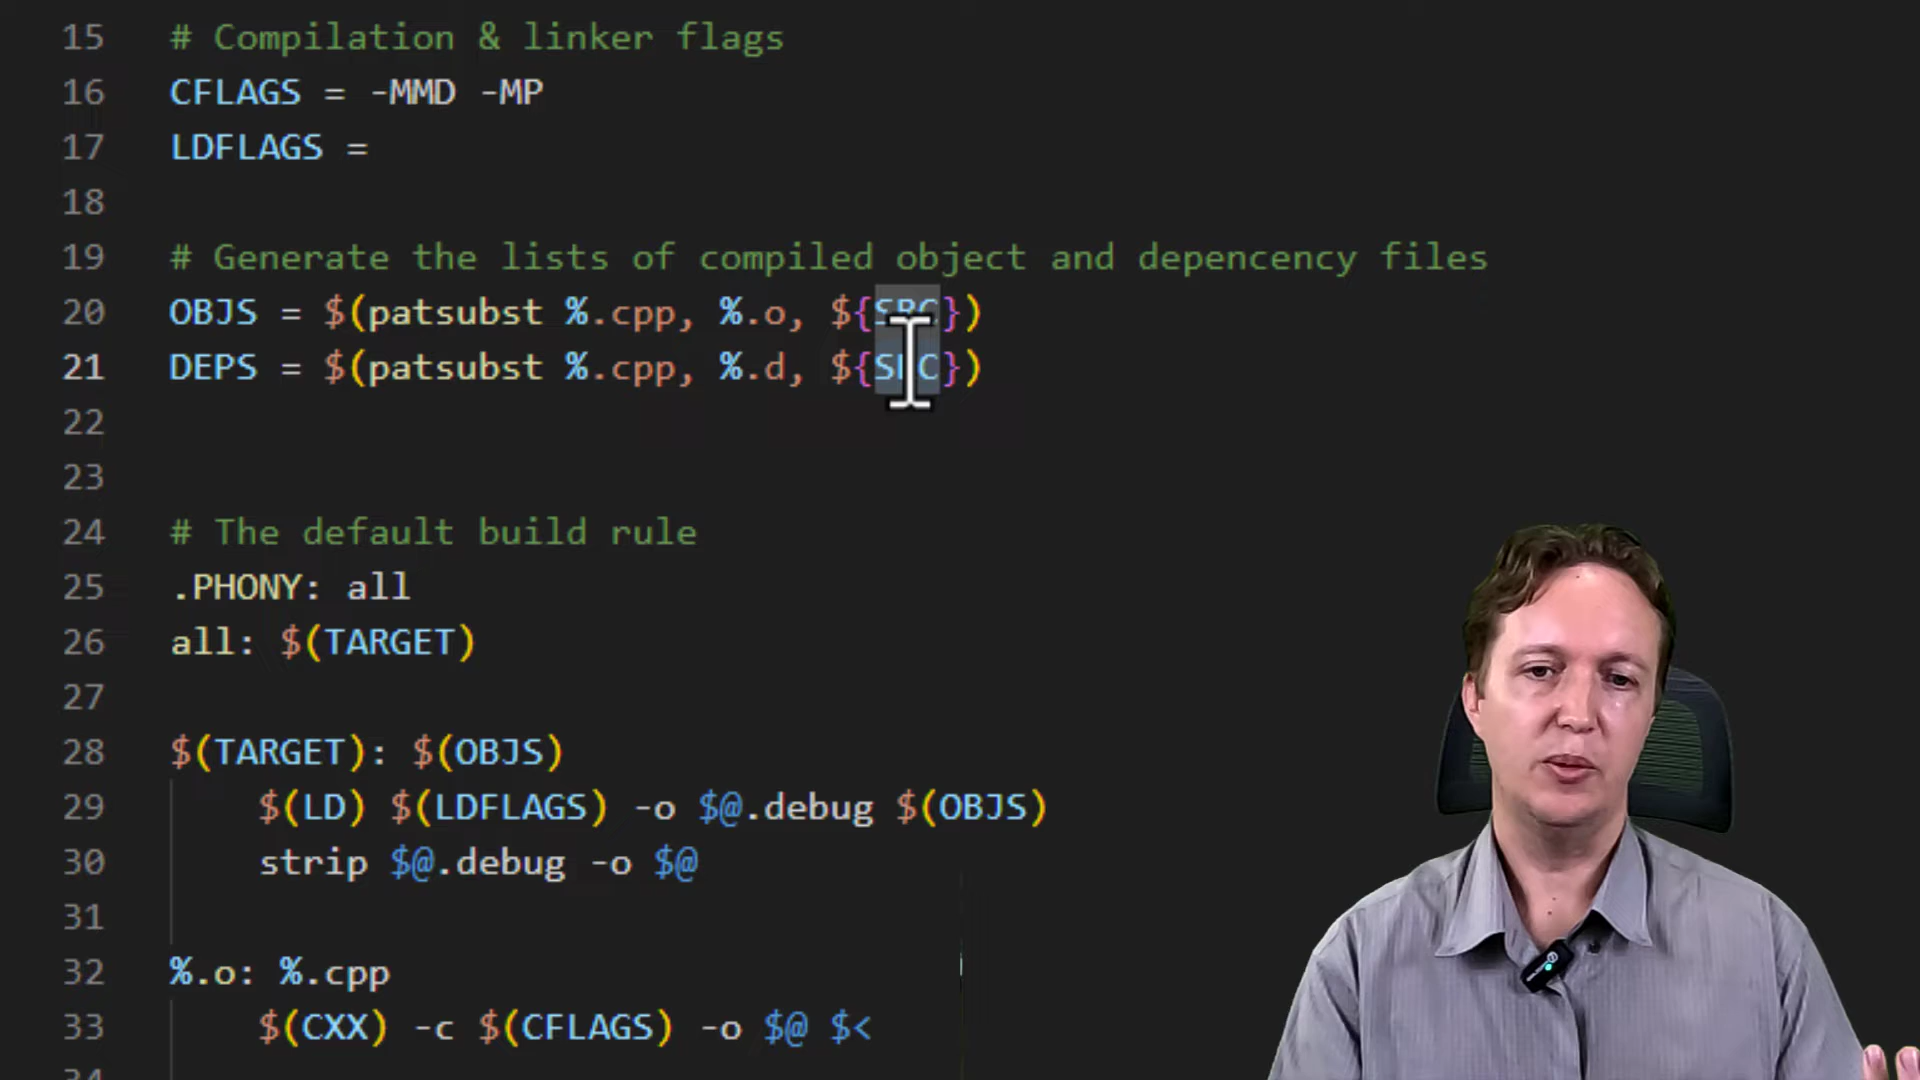 15 # Compilation & linker flags
16 CFLAGS = -MMD -MP
17 LDFLAGS =
18
19 # Generate the lists of compiled object and depencency files
20 OBJS = $(patsubst %.cpp, %.o, ${SRC})
21 DEPS = $(patsubst %.cpp, %.d, ${SRC})
22
23
24 # The default build rule
25 .PHONY: all
26 all: $(TARGET)
27
28 $(TARGET): $(OBJS)
29 $(LD) $(LDFLAGS) -o $@.debug $(OBJS)
30 strip $@.debug -o $@
31
32 %.o: %.cpp
33 $(CXX) -c $(CFLAGS) -o $@ $<
34